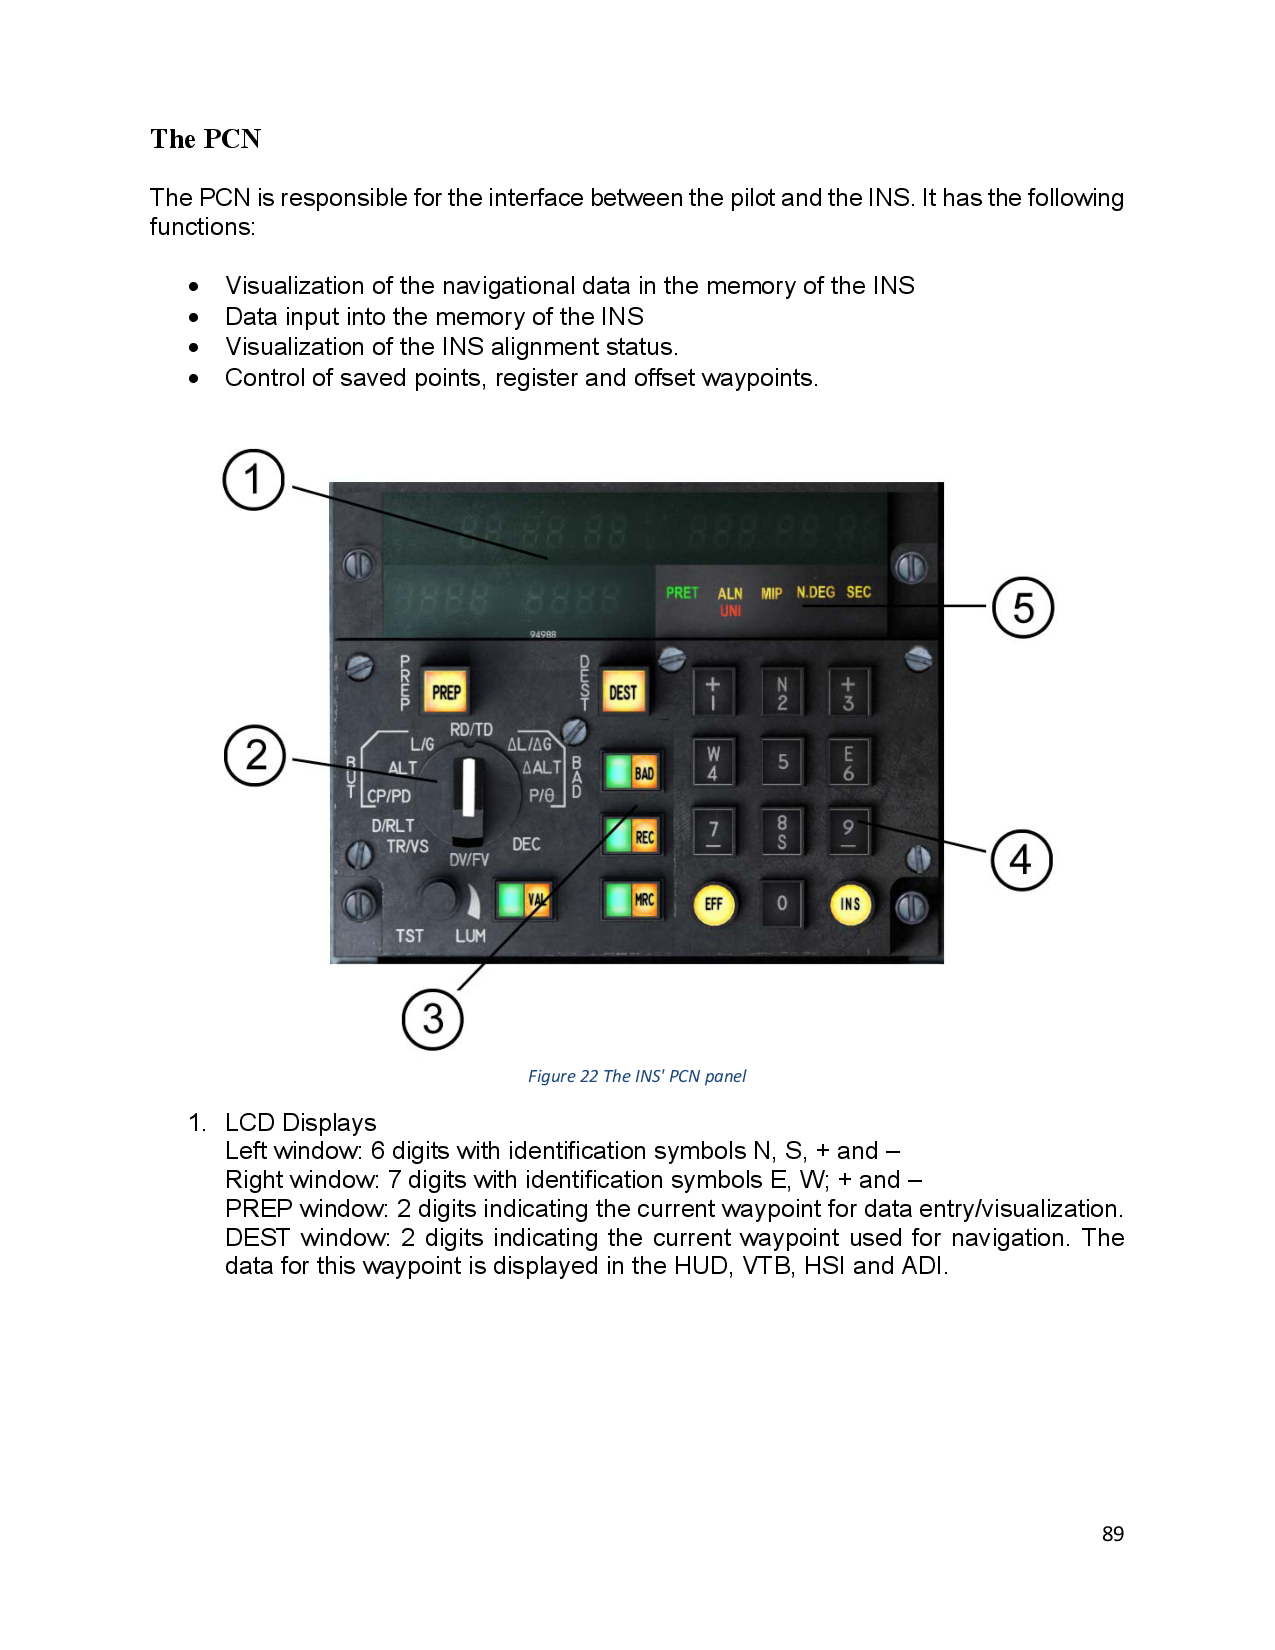 The PCN
The PCN is responsible for the interface between the pilot and the INS. It has the following
functions:
• Visualization of the navigational data in the memory of the INS
• Data input into the memory of the INS
• Visualization of the INS alignment status.
• Control of saved points, register and offset waypoints.
1
PRET ALN MIP N.DEG SEC
UNI
5
94988
PREP
PREP
DEST
DEST
+
1
N
2
+
3
RD/TD
L/G
ΔL/ΔG
2
RUT
ALT
ΔALT
BAD
CP/PD
P/θ
BAD
W
4
5
E
6
D/RLT
TR/VS
DV/FV
DEC
REC
7
–
8
S
9
–
4
VAL
MRC
EFF
0
INS
TST
LUM
3
Figure 22 The INS' PCN panel
1. LCD Displays
Left window: 6 digits with identification symbols N, S, + and –
Right window: 7 digits with identification symbols E, W; + and –
PREP window: 2 digits indicating the current waypoint for data entry/visualization.
DEST window: 2 digits indicating the current waypoint used for navigation. The
data for this waypoint is displayed in the HUD, VTB, HSI and ADI.
89